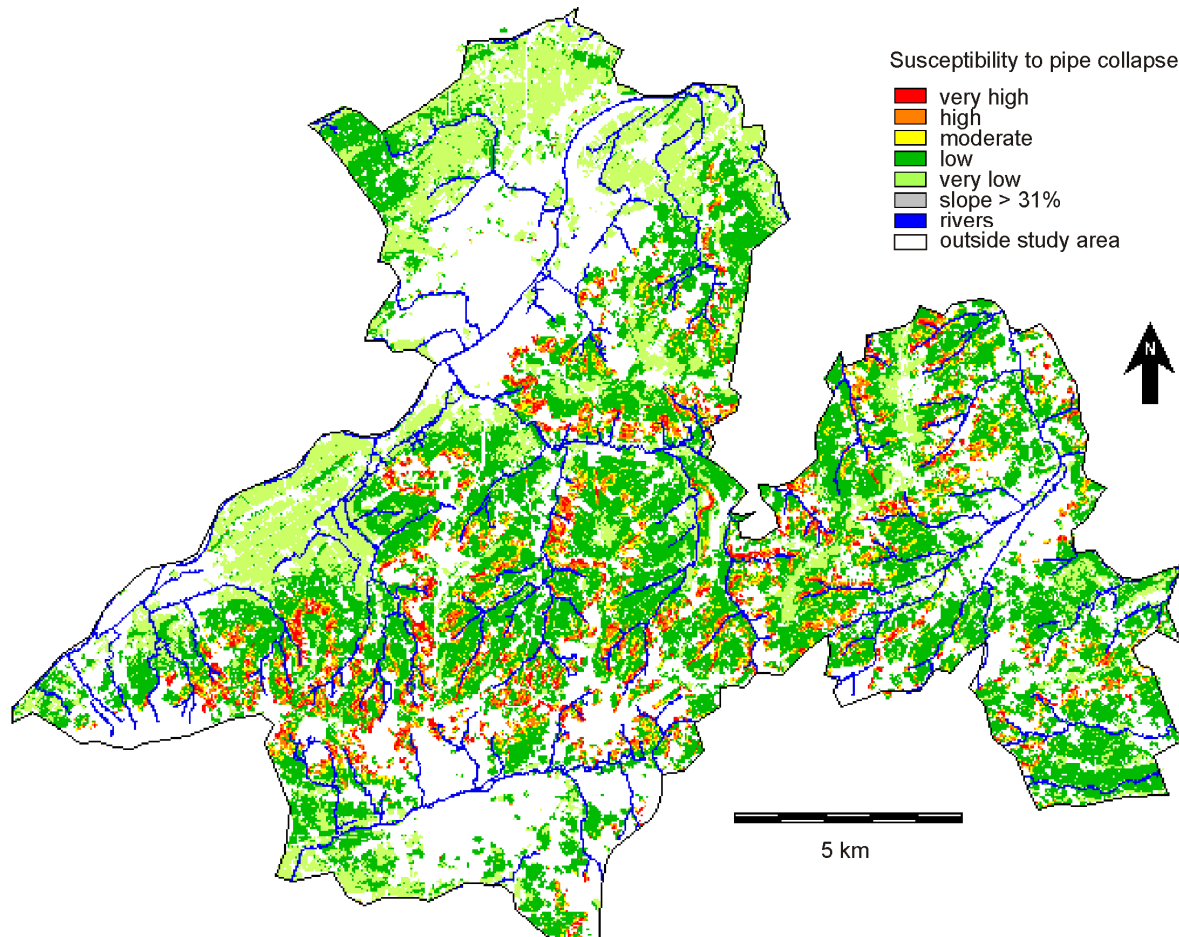 Susceptibility to pipe collapse
very high
high
moderate
low
very low
slope > 31%
rivers
outside study area
N
5 km